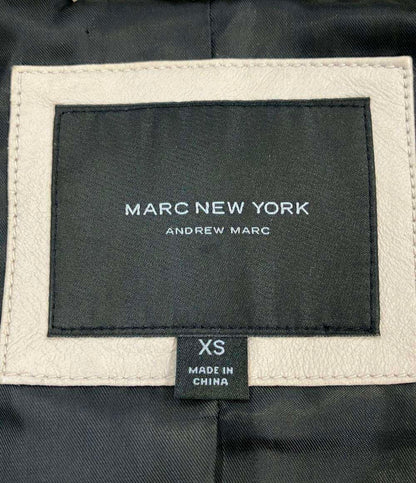 MARC NEW YORK
ANDREW MARC
XS
MADE IN
CHINA